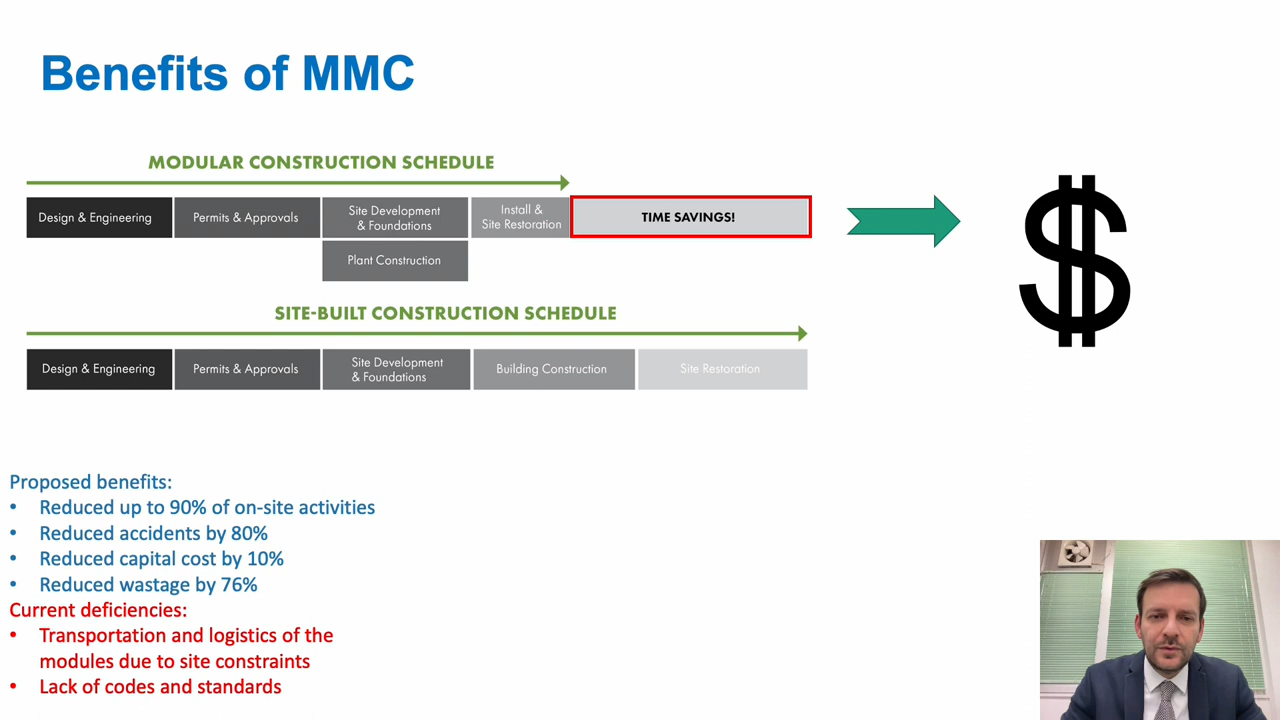 Benefits of MMC
MODULAR CONSTRUCTION SCHEDULE
Design & Engineering
Permits & Approvals
Site Development
& Foundations
Install &
Site Restoration
TIME SAVINGS!
Plant Construction
SITE-BUILT CONSTRUCTION SCHEDULE
Design & Engineering
Permits & Approvals
Site Development
& Foundations
Building Construction
Site Restoration
$
Proposed benefits:
• Reduced up to 90% of on-site activities
• Reduced accidents by 80%
• Reduced capital cost by 10%
• Reduced wastage by 76%
Current deficiencies:
• Transportation and logistics of the
modules due to site constraints
• Lack of codes and standards